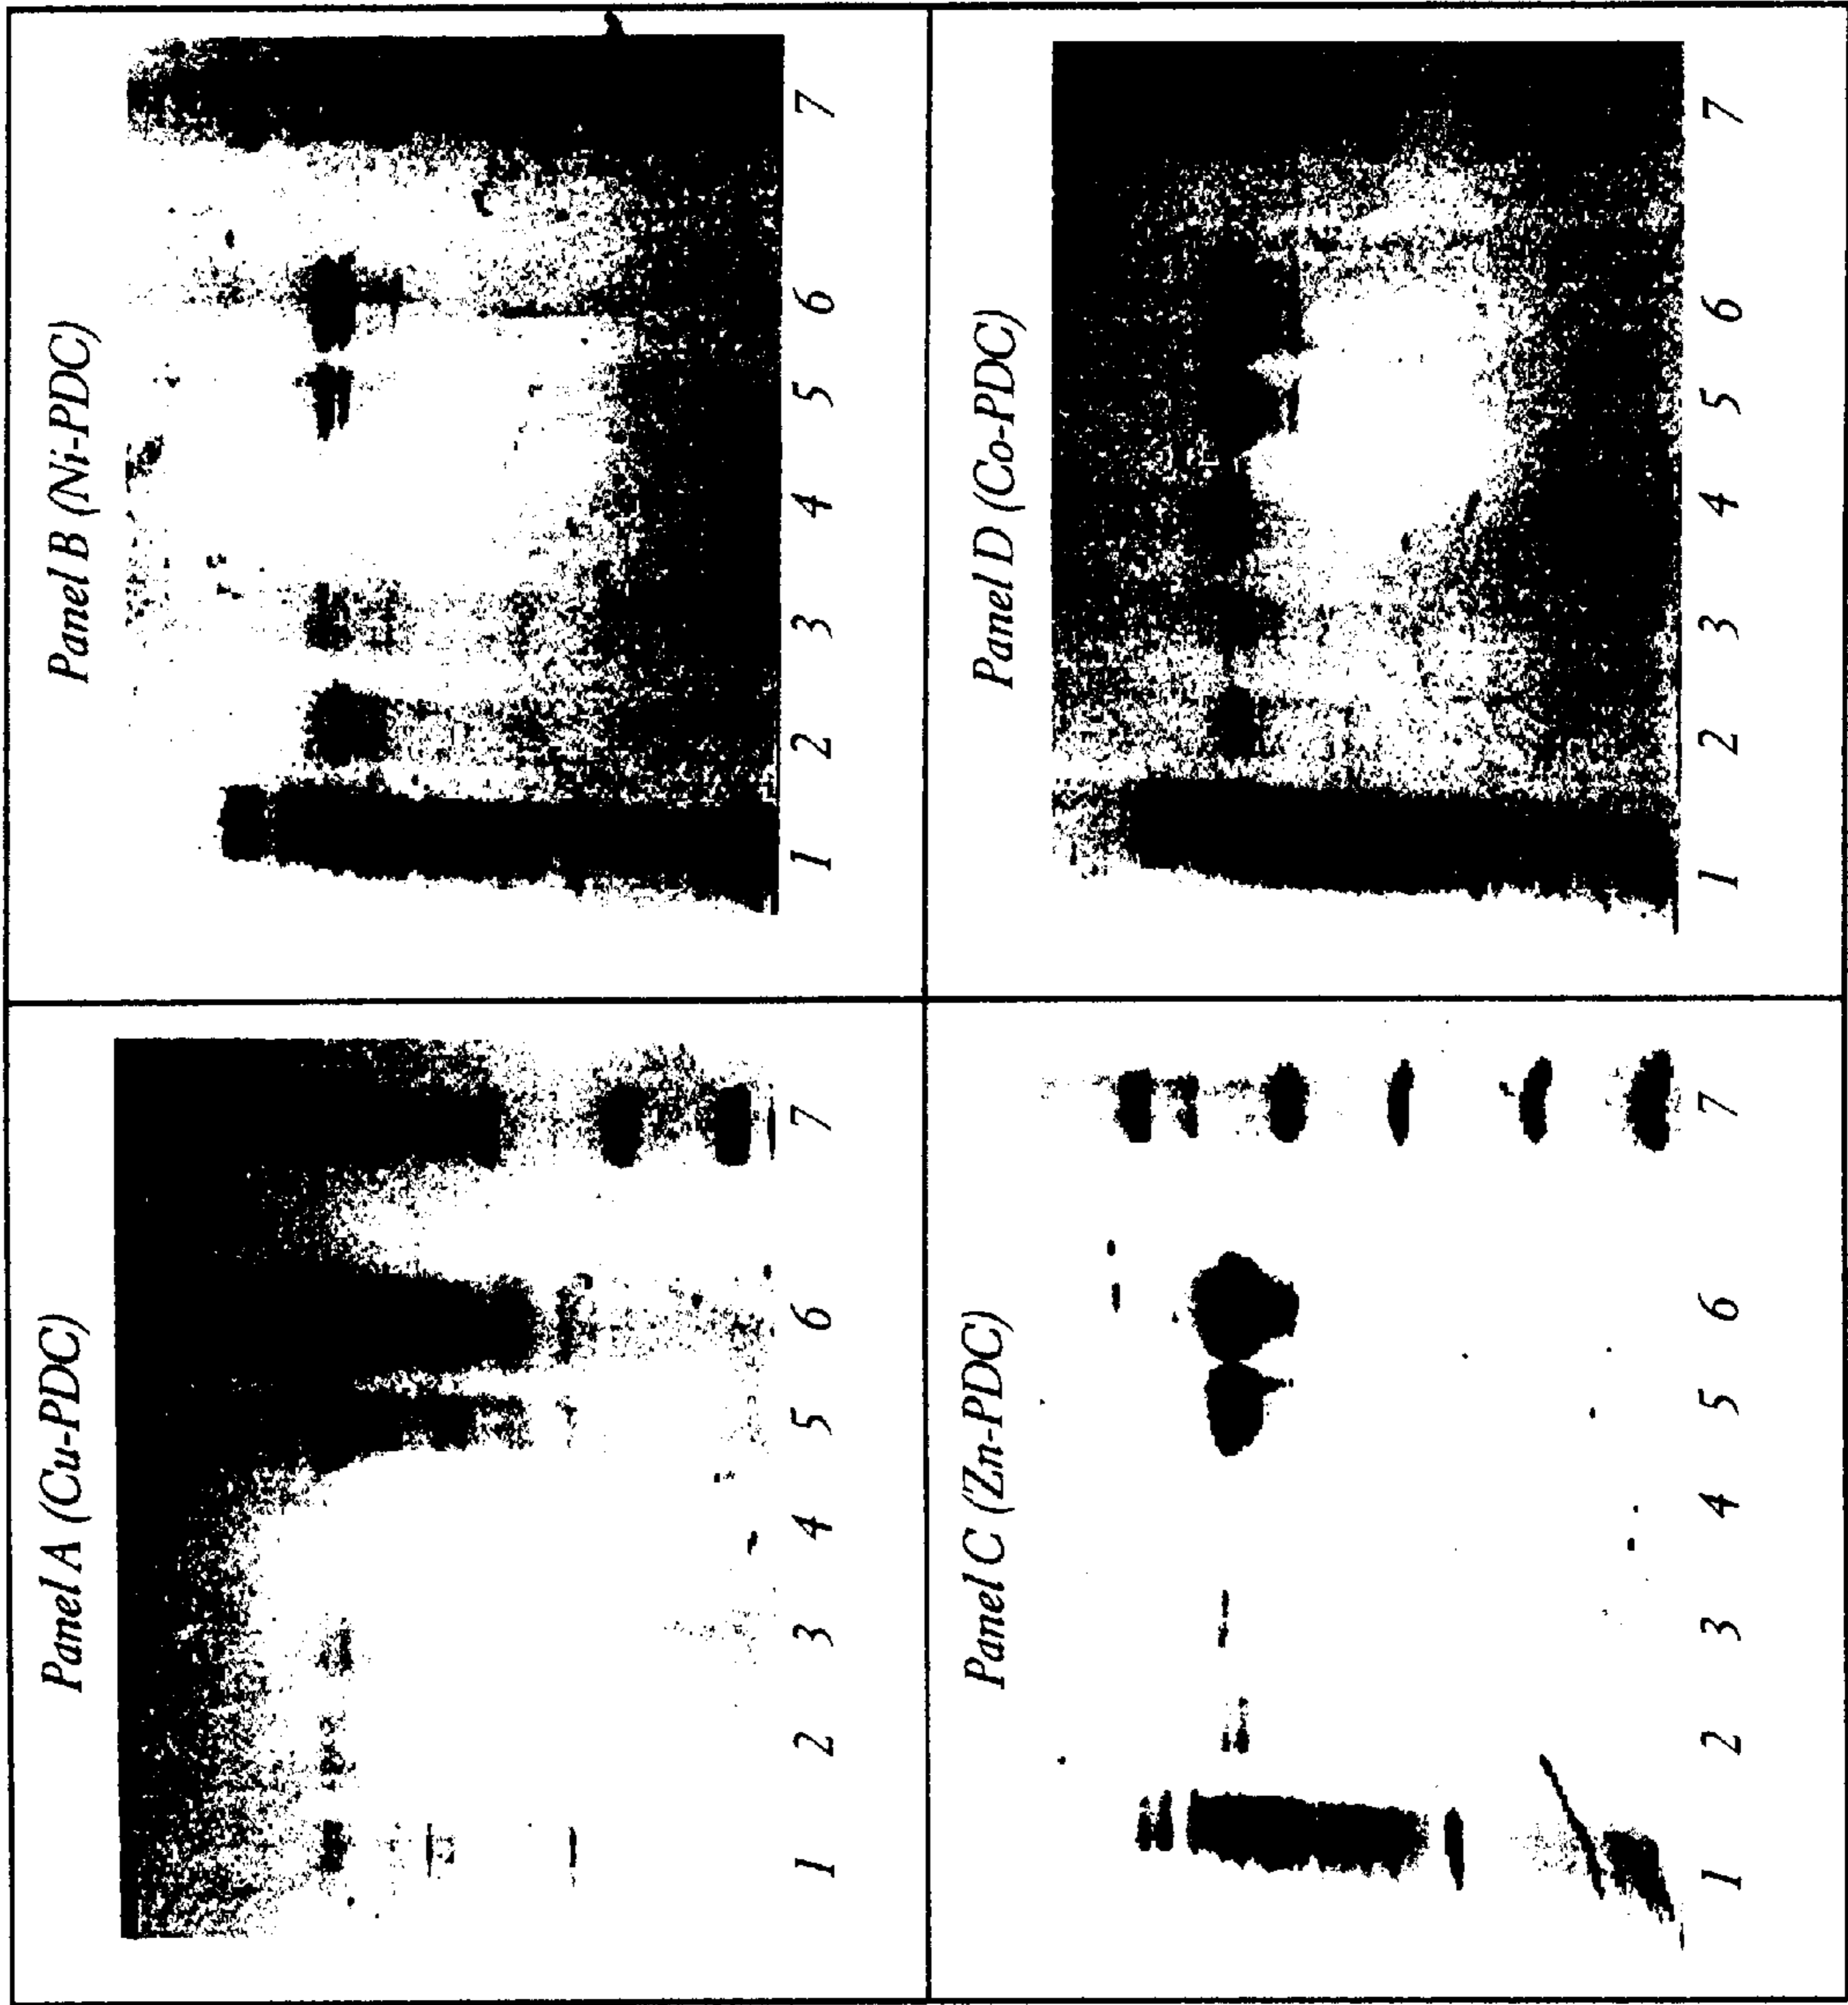 Panel A (Cu-PDC)
1 2 3 4 5 6 7
Panel B (Ni-PDC)
1 2 3 4 5 6 7
Panel C (Zn-PDC)
1 2 3 4 5 6 7
Panel D (Co-PDC)
1 2 3 4 5 6 7